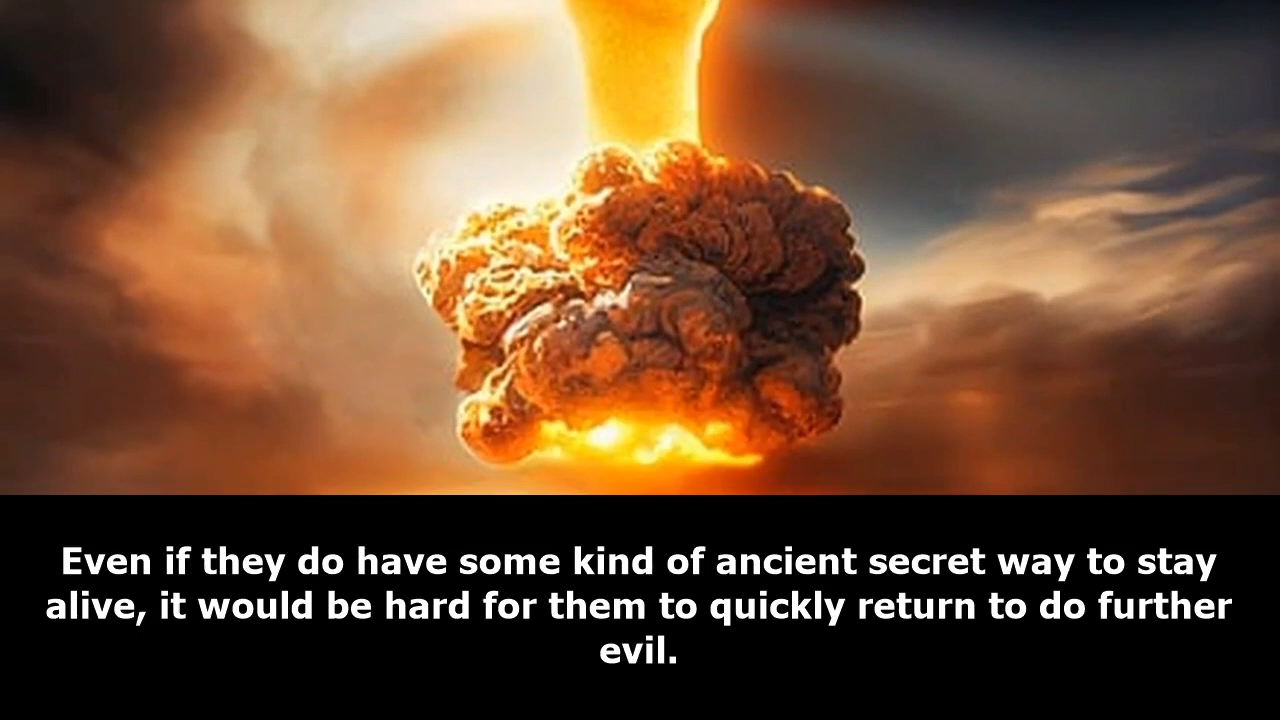 Even if they do have some kind of ancient secret way to stay
alive, it would be hard for them to quickly return to do further
evil.